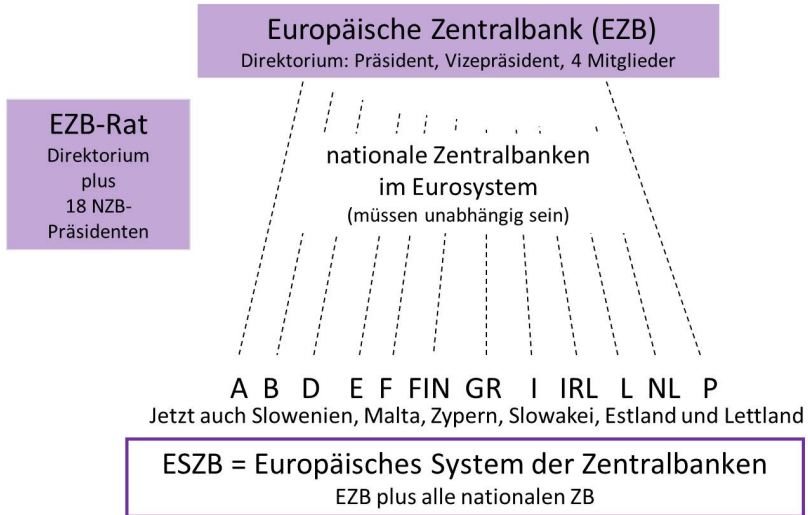 Europäische Zentralbank (EZB)
Direktorium: Präsident, Vizepräsident, 4 Mitglieder
EZB-Rat
Direktorium
plus
18 NZB-
Präsidenten
nationale Zentralbanken
im Eurosystem
(müssen unabhängig sein)
A B D E F FIN GR I IRL L NL P
Jetzt auch Slowenien, Malta, Zypern, Slowakei, Estland und Lettland
ESZB = Europäisches System der Zentralbanken
EZB plus alle nationalen ZB